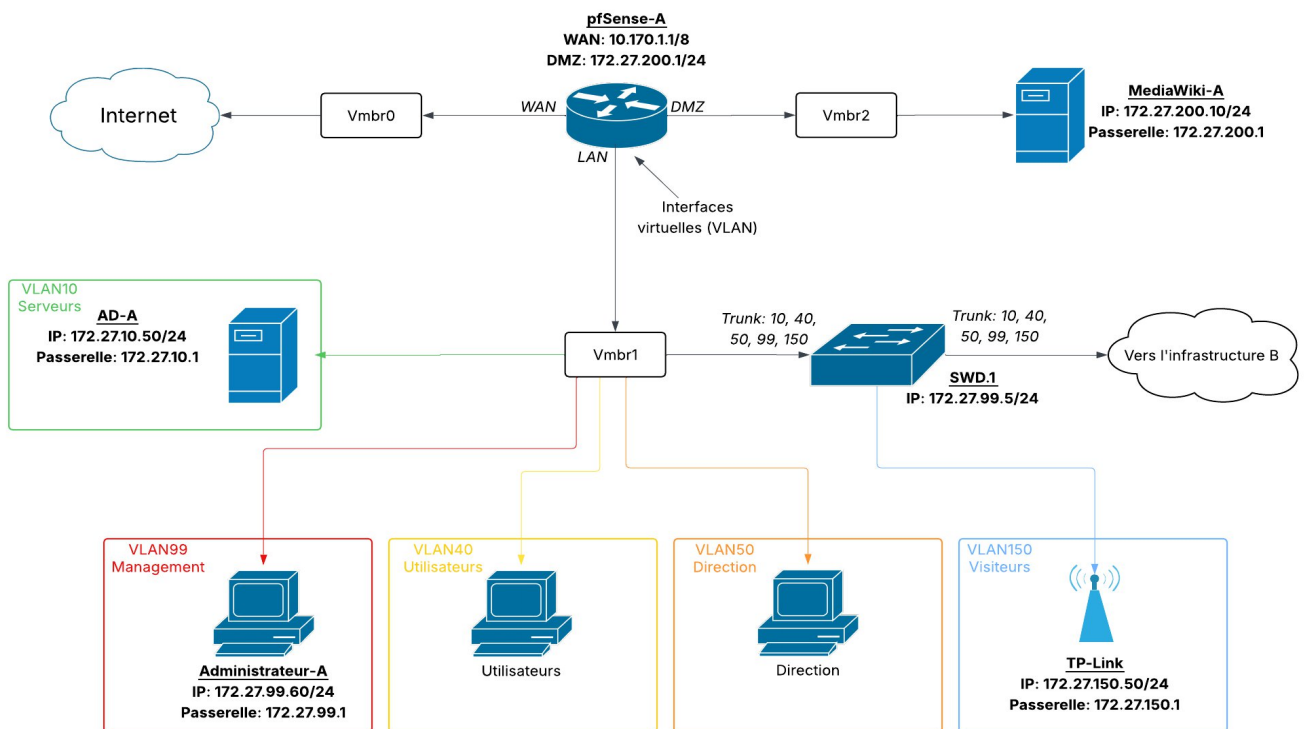 pfSense-A
WAN: 10.170.1.1/8
DMZ: 172.27.200.1/24
Internet
Vmbr0
WAN
DMZ
LAN
Vmbr2
MediaWiki-A
IP: 172.27.200.10/24
Passerelle: 172.27.200.1
Interfaces
virtuelles (VLAN)
VLAN10
Serveurs
AD-A
IP: 172.27.10.50/24
Passerelle: 172.27.10.1
Vmbr1
Trunk: 10, 40,
50, 99, 150
SWD.1
IP: 172.27.99.5/24
Trunk: 10, 40,
50, 99, 150
Vers l'infrastructure B
VLAN99
Management
Administrateur-A
IP: 172.27.99.60/24
Passerelle: 172.27.99.1
VLAN40
Utilisateurs
Utilisateurs
VLAN50
Direction
Direction
VLAN150
Visiteurs
TP-Link
IP: 172.27.150.50/24
Passerelle: 172.27.150.1